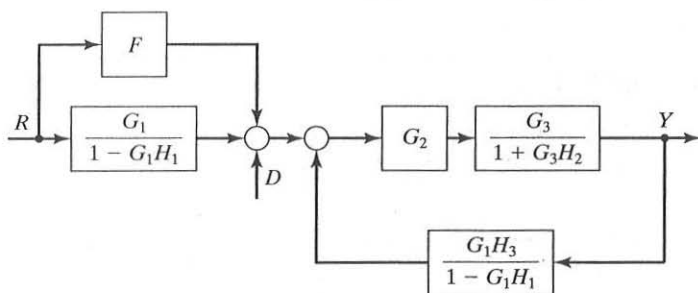 F
R
G₁
1 − G₁H₁
D
G₂
G₃
1 + G₃H₂
Y
G₁H₃
1 − G₁H₁